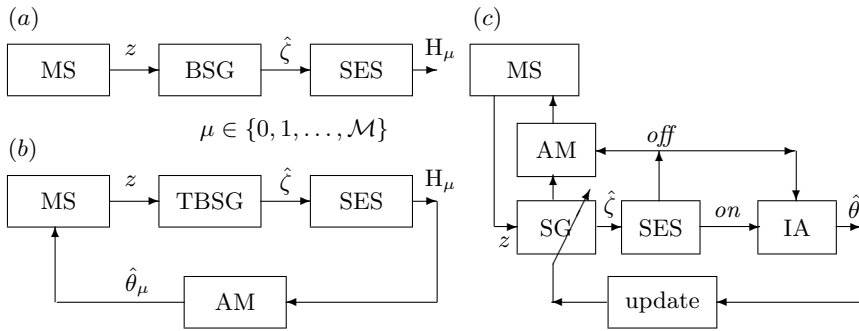 (a)
MS z BSG ζ̂ SES H_μ
μ ∈ {0, 1, . . . , ℳ}
(b)
MS z TBSG ζ̂ SES H_μ
θ̂_μ AM
(c)
MS
AM off
z SG ζ̂ SES on IA θ̂
update